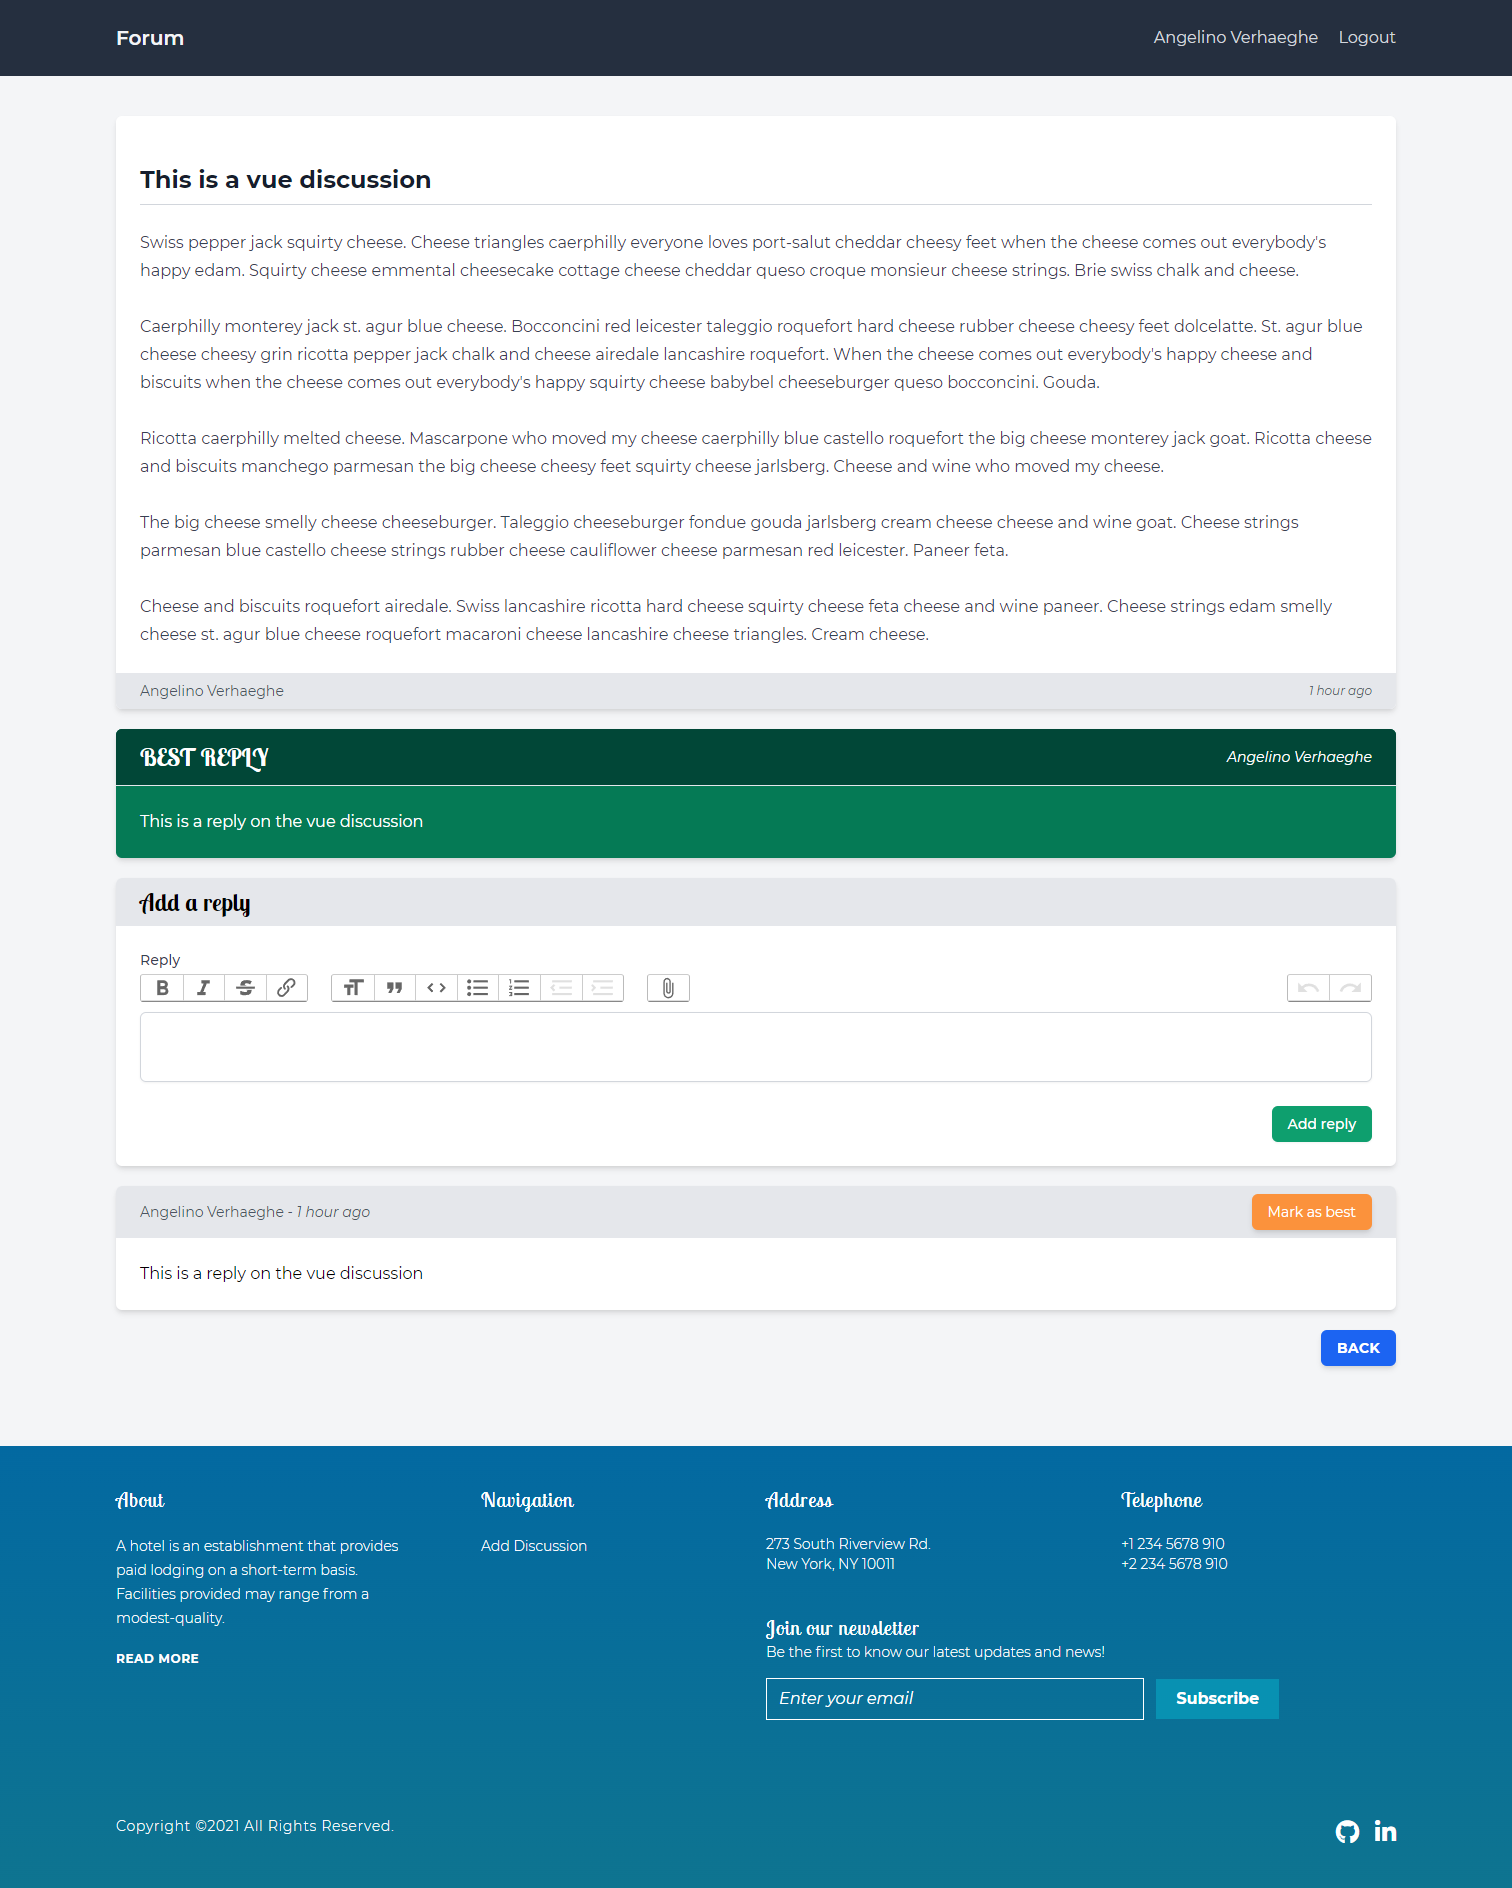 Forum
Angelino Verhaeghe Logout
This is a vue discussion
Swiss pepper jack squirty cheese. Cheese triangles caerphilly everyone loves port-salut cheddar cheesy feet when the cheese comes out everybody's
happy edam. Squirty cheese emmental cheesecake cottage cheese cheddar queso croque monsieur cheese strings. Brie swiss chalk and cheese.
Caerphilly monterey jack st. agur blue cheese. Bocconcini red leicester taleggio roquefort hard cheese rubber cheese cheesy feet dolcelatte. St. agur blue
cheese cheesy grin ricotta pepper jack chalk and cheese airedale lancashire roquefort. When the cheese comes out everybody's happy cheese and
biscuits when the cheese comes out everybody's happy squirty cheese babybel cheeseburger queso bocconcini. Gouda.
Ricotta caerphilly melted cheese. Mascarpone who moved my cheese caerphilly blue castello roquefort the big cheese monterey jack goat. Ricotta cheese
and biscuits manchego parmesan the big cheese cheesy feet squirty cheese jarlsberg. Cheese and wine who moved my cheese.
The big cheese smelly cheese cheeseburger. Taleggio cheeseburger fondue gouda jarlsberg cream cheese cheese and wine goat. Cheese strings
parmesan blue castello cheese strings rubber cheese cauliflower cheese parmesan red leicester. Paneer feta.
Cheese and biscuits roquefort airedale. Swiss lancashire ricotta hard cheese squirty cheese feta cheese and wine paneer. Cheese strings edam smelly
cheese st. agur blue cheese roquefort macaroni cheese lancashire cheese triangles. Cream cheese.
Angelino Verhaeghe
1 hour ago
BEST REPLY
Angelino Verhaeghe
This is a reply on the vue discussion
Add a reply
Reply
Add reply
Angelino Verhaeghe - 1 hour ago
Mark as best
This is a reply on the vue discussion
BACK
About
A hotel is an establishment that provides
paid lodging on a short-term basis.
Facilities provided may range from a
modest-quality.
READ MORE
Navigation
Add Discussion
Address
273 South Riverview Rd.
New York, NY 10011
Telephone
+1 234 5678 910
+2 234 5678 910
Join our newsletter
Be the first to know our latest updates and news!
Enter your email
Subscribe
Copyright ©2021 All Rights Reserved.